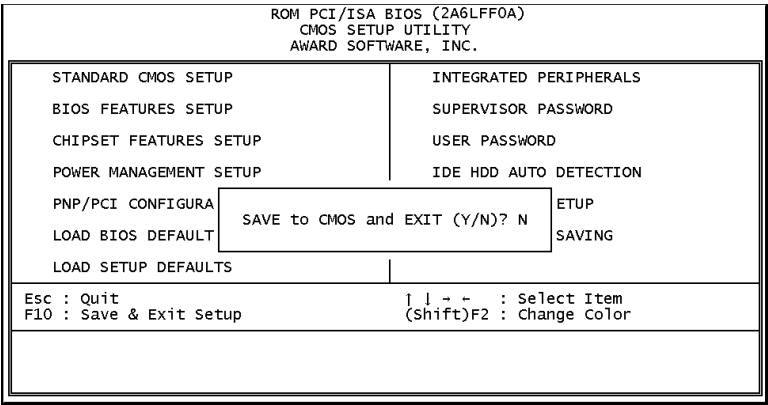 ROM PCI/ISA BIOS (2A6LFF0A)
CMOS SETUP UTILITY
AWARD SOFTWARE, INC.
STANDARD CMOS SETUP
BIOS FEATURES SETUP
CHIPSET FEATURES SETUP
POWER MANAGEMENT SETUP
PNP/PCI CONFIGURA
LOAD BIOS DEFAULT
LOAD SETUP DEFAULTS
INTEGRATED PERIPHERALS
SUPERVISOR PASSWORD
USER PASSWORD
IDE HDD AUTO DETECTION
ETUP
SAVING
SAVE to CMOS and EXIT (Y/N)? N
Esc : Quit
F10 : Save & Exit Setup
↑ ↓ → ← : Select Item
(Shift)F2 : Change Color